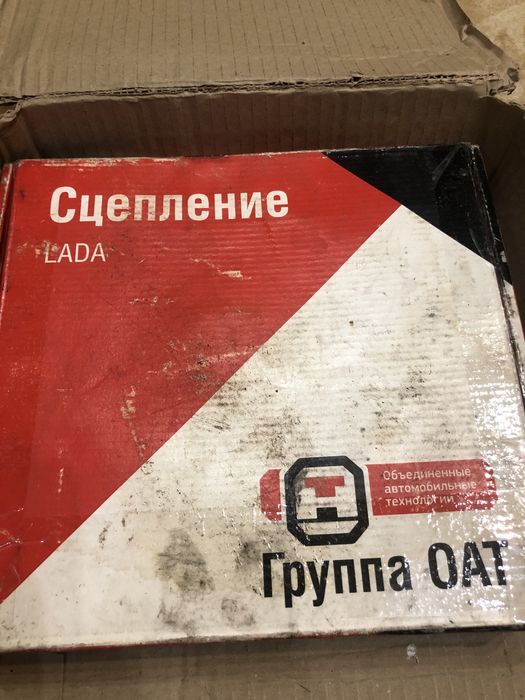 Сцепление
LADA
Объединенные
автомобильные
технологии
Группа ОАТ